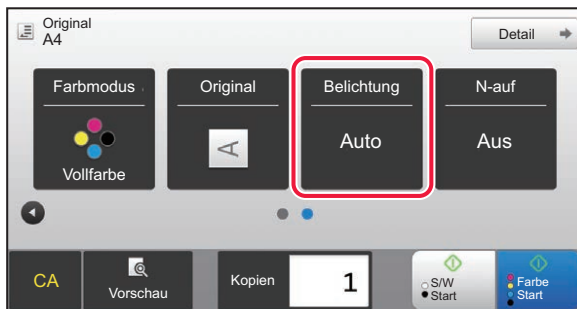 Original
A4
Detail
Farbmodus
Original
Belichtung
N-auf
A
Auto
Aus
Vollfarbe
CA
Vorschau
Kopien
1
S/W
Start
Farbe
Start